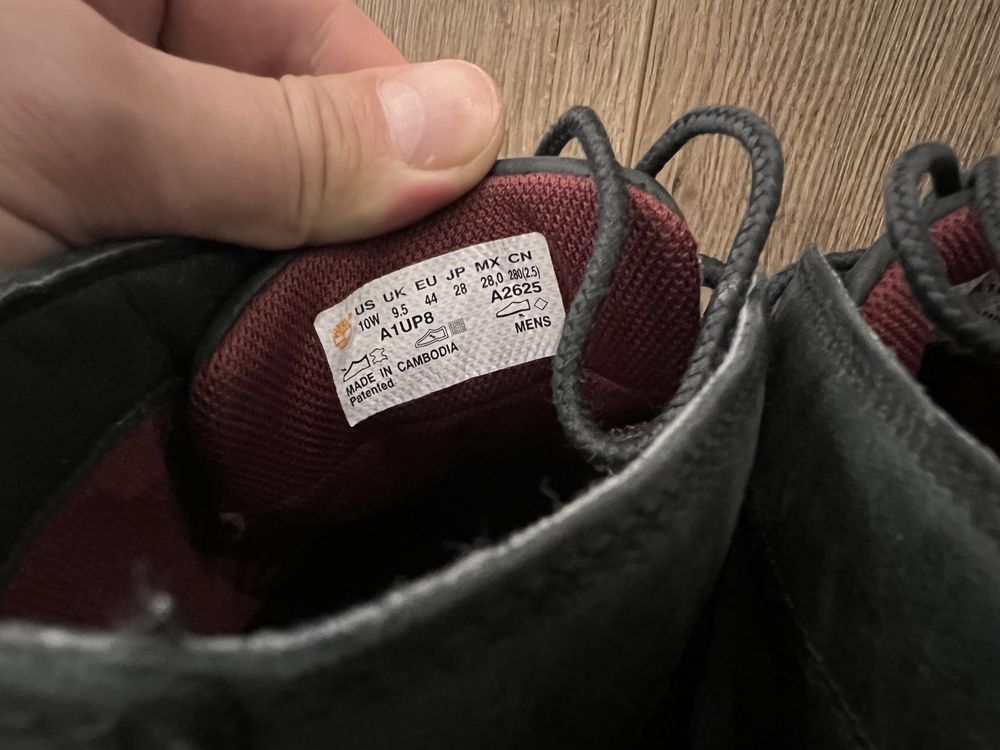 US UK EU JP MX CN
10W 9.5 44 28 28,0 280(2.5)
A1UP8 A2625
MENS
MADE IN CAMBODIA
Patented